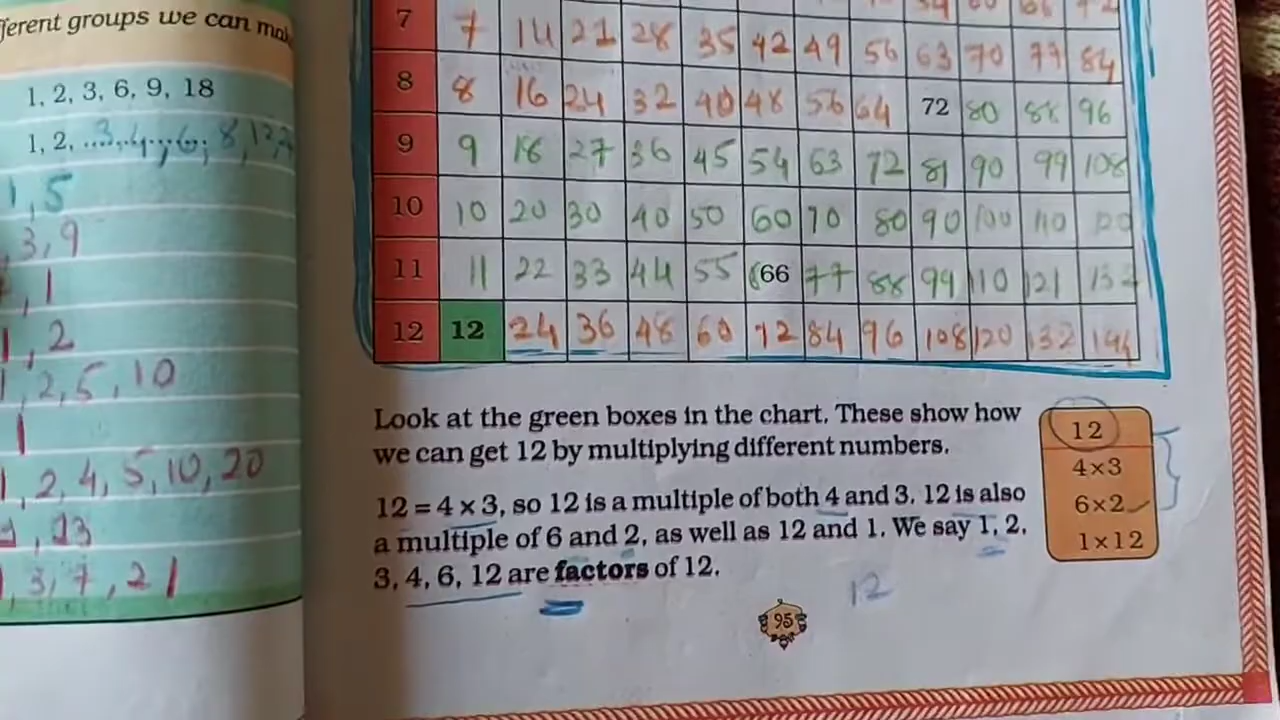 fferent groups we can mak
1, 2, 3, 6, 9, 18
1, 2, ...3,.4.,.6., 8, 12,
1, 5
3, 9
, 1
1, 2
1, 2, 5, 10
1
1, 2, 4, 5, 10, 20
, 13
1, 3, 7, 21
7 7 14 21 28 35 42 49 56 63 70 77 84
8 8 16 24 32 40 48 56 64 72 80 88 96
9 9 18 27 36 45 54 63 72 81 90 99 108
10 10 20 30 40 50 60 70 80 90 100 110 120
11 11 22 33 44 55 66 77 88 99 110 121 132
12 12 24 36 48 60 72 84 96 108 120 132 144
Look at the green boxes in the chart. These show how
we can get 12 by multiplying different numbers.
12 = 4 × 3, so 12 is a multiple of both 4 and 3. 12 is also
a multiple of 6 and 2, as well as 12 and 1. We say 1, 2,
3, 4, 6, 12 are factors of 12.
12
4×3
6×2
1×12
12
95